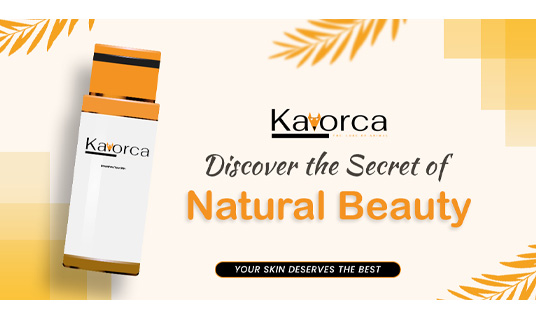 Kavorca
Kavorca
Discover the Secret of
Natural Beauty
YOUR SKIN DESERVES THE BEST